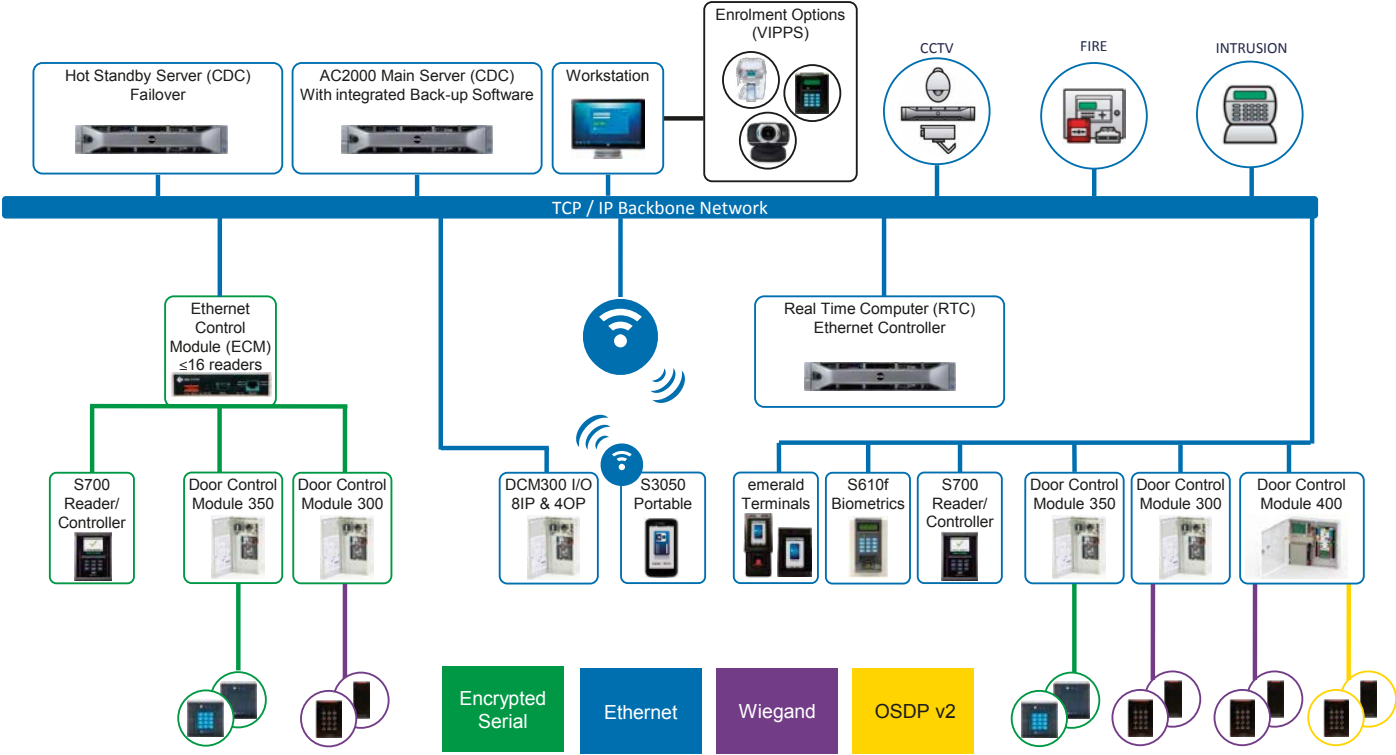 Enrolment Options
(VIPPS)
CCTV
FIRE
INTRUSION
Hot Standby Server (CDC)
Failover
AC2000 Main Server (CDC)
With integrated Back-up Software
Workstation
TCP / IP Backbone Network
Ethernet
Control
Module (ECM)
≤16 readers
Real Time Computer (RTC)
Ethernet Controller
S700
Reader/
Controller
Door Control
Module 350
Door Control
Module 300
DCM300 I/O
8IP & 4OP
S3050
Portable
emerald
Terminals
S610f
Biometrics
S700
Reader/
Controller
Door Control
Module 350
Door Control
Module 300
Door Control
Module 400
Encrypted
Serial
Ethernet
Wiegand
OSDP v2